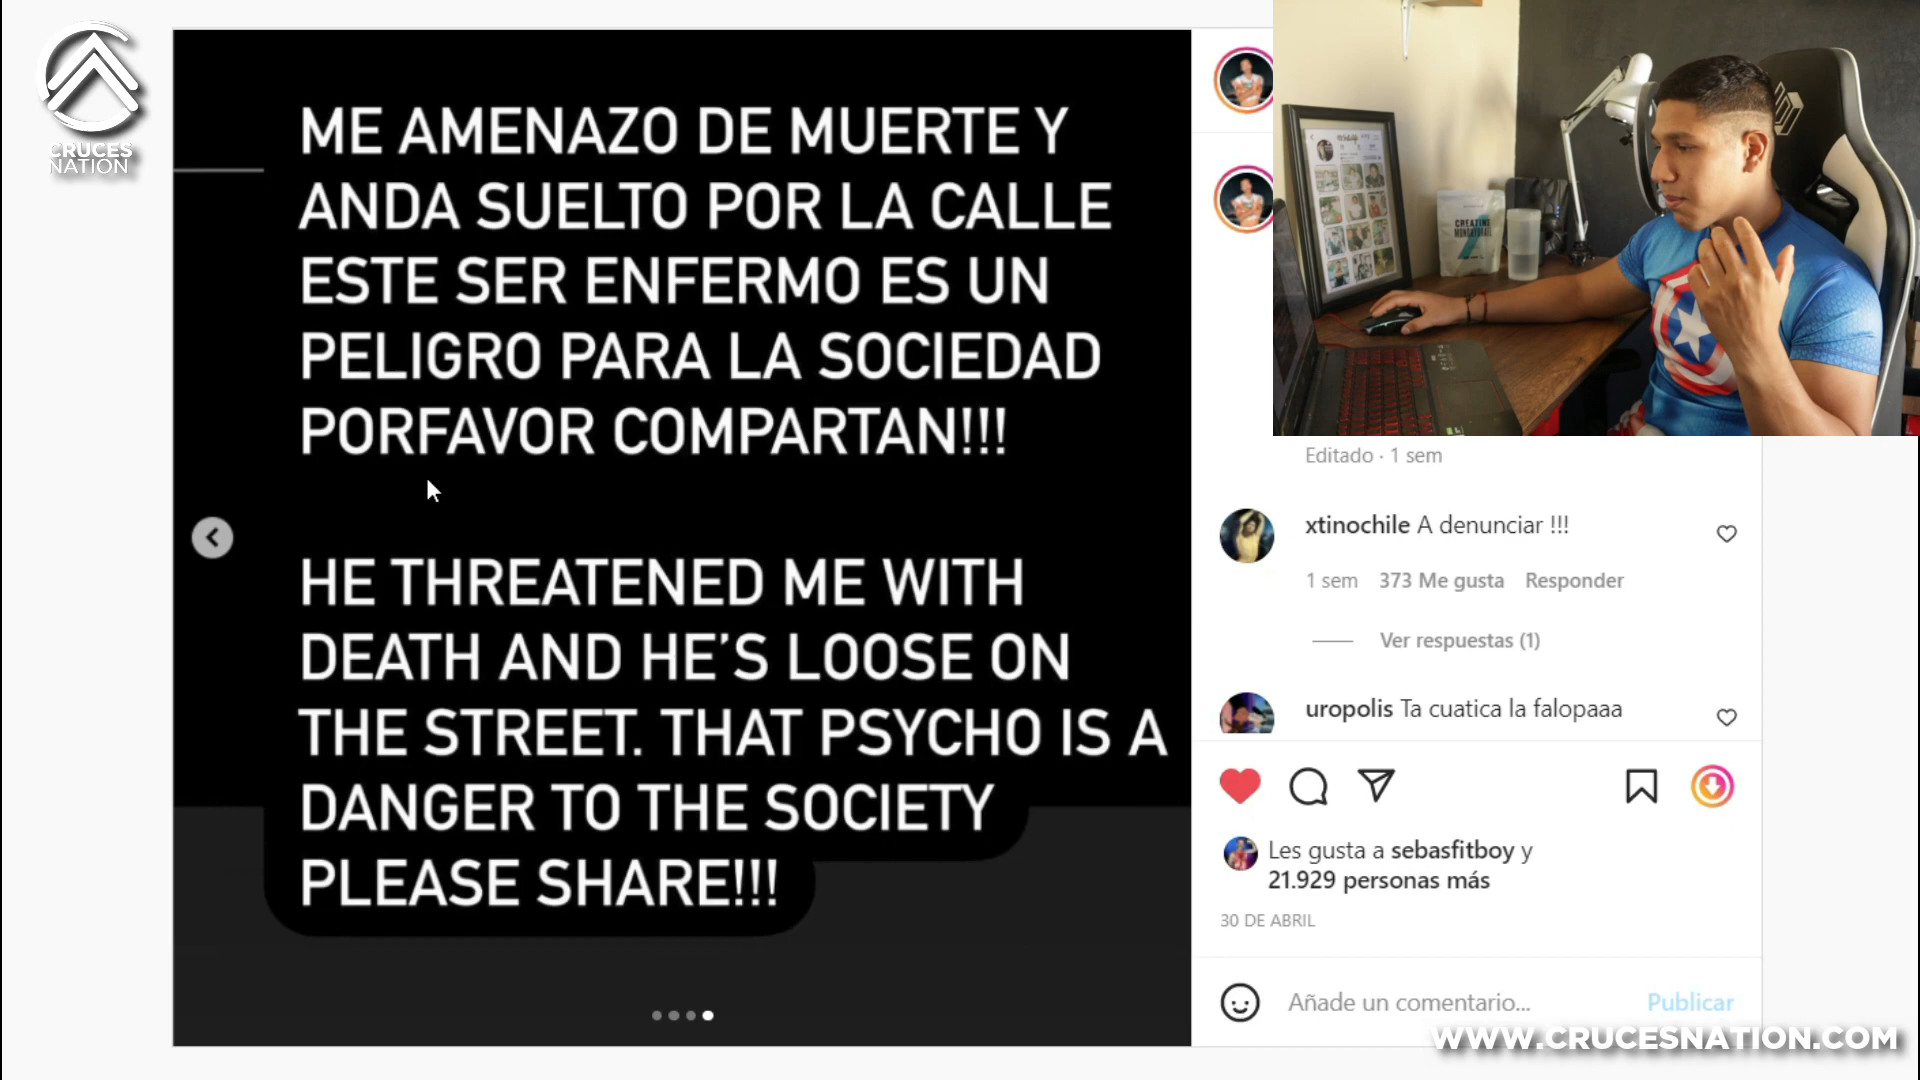 CRUCES
NATION
ME AMENAZO DE MUERTE Y
ANDA SUELTO POR LA CALLE
ESTE SER ENFERMO ES UN
PELIGRO PARA LA SOCIEDAD
PORFAVOR COMPARTAN!!!
HE THREATENED ME WITH
DEATH AND HE'S LOOSE ON
THE STREET. THAT PSYCHO IS A
DANGER TO THE SOCIETY
PLEASE SHARE!!!
CREATINE
MONOHYDRATE
Editado · 1 sem
xtinochile A denunciar !!!
1 sem 373 Me gusta Responder
Ver respuestas (1)
uropolis Ta cuatica la falopaaa
Les gusta a sebasfitboy y
21.929 personas más
30 DE ABRIL
Añade un comentario... Publicar
WWW.CRUCESNATION.COM